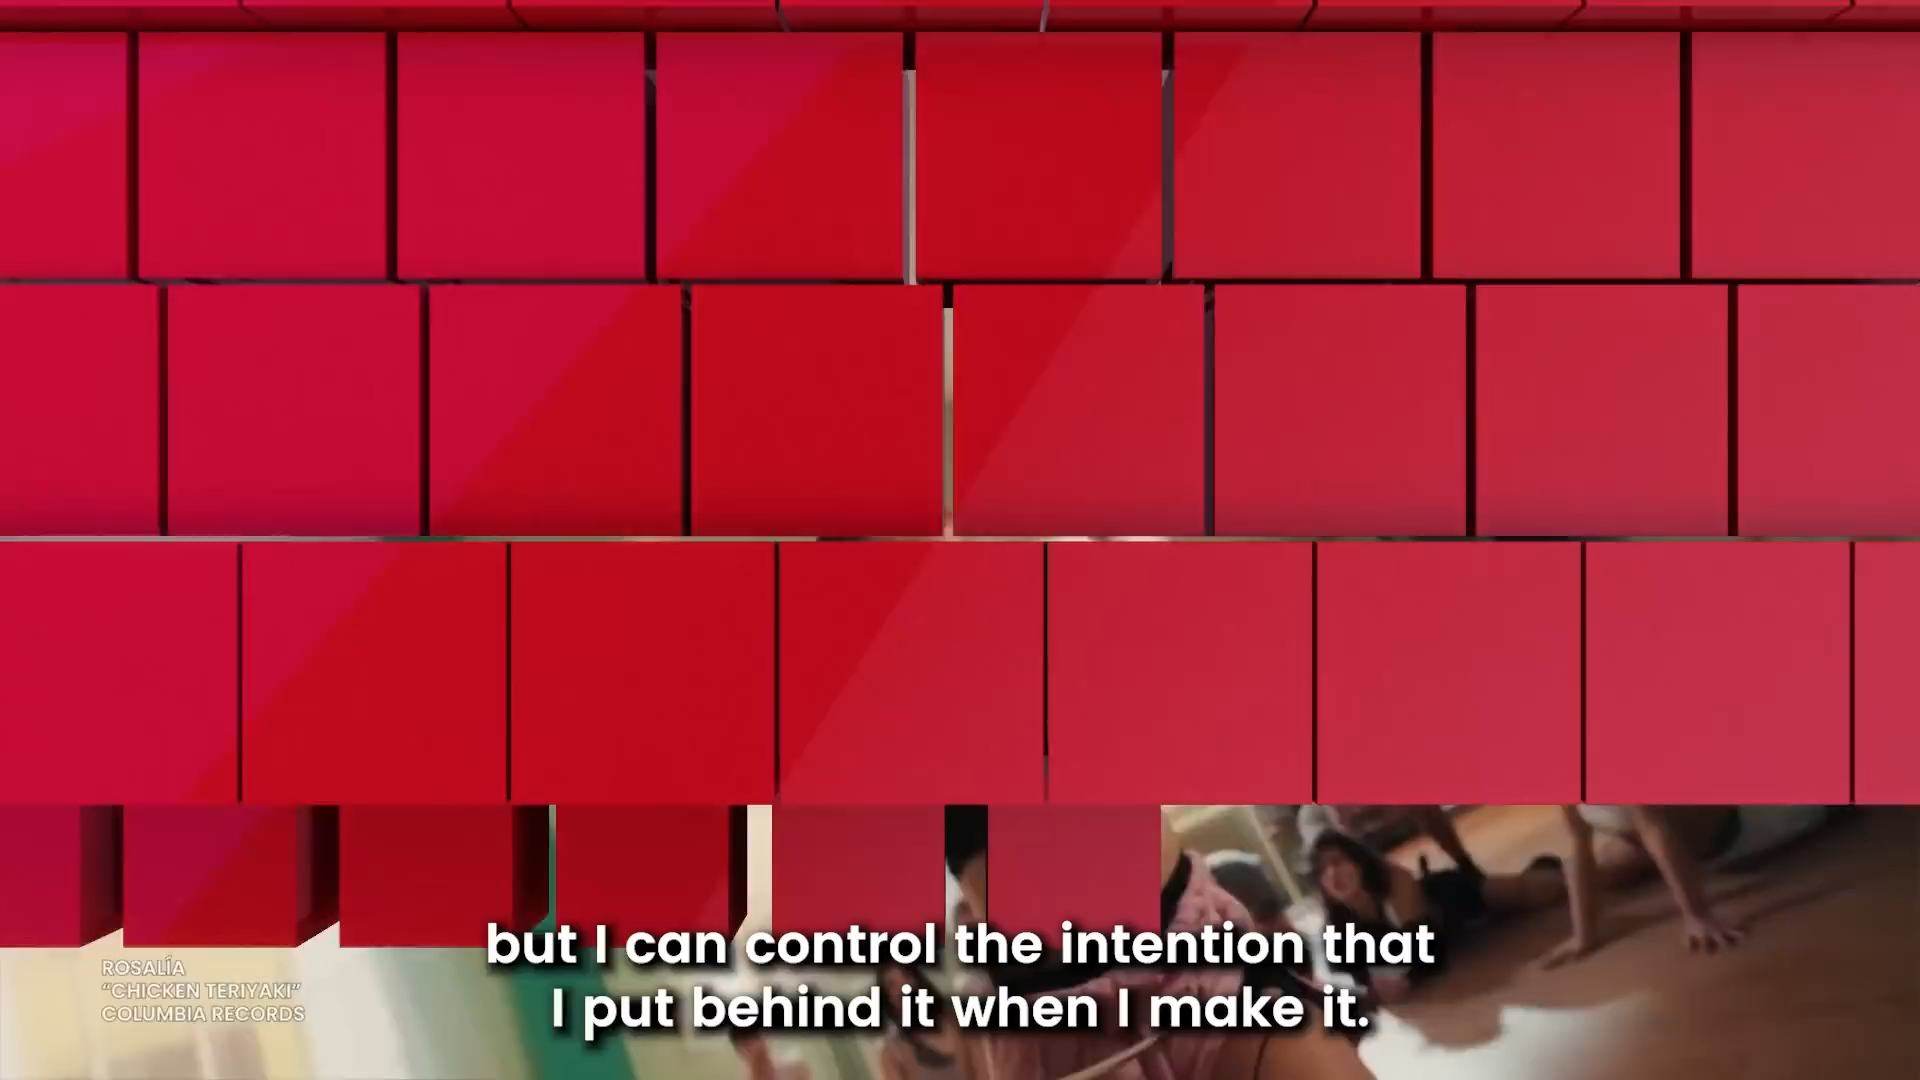 but I can control the intention that
I put behind it when I make it.
ROSALÍA
“CHICKEN TERIYAKI”
COLUMBIA RECORDS